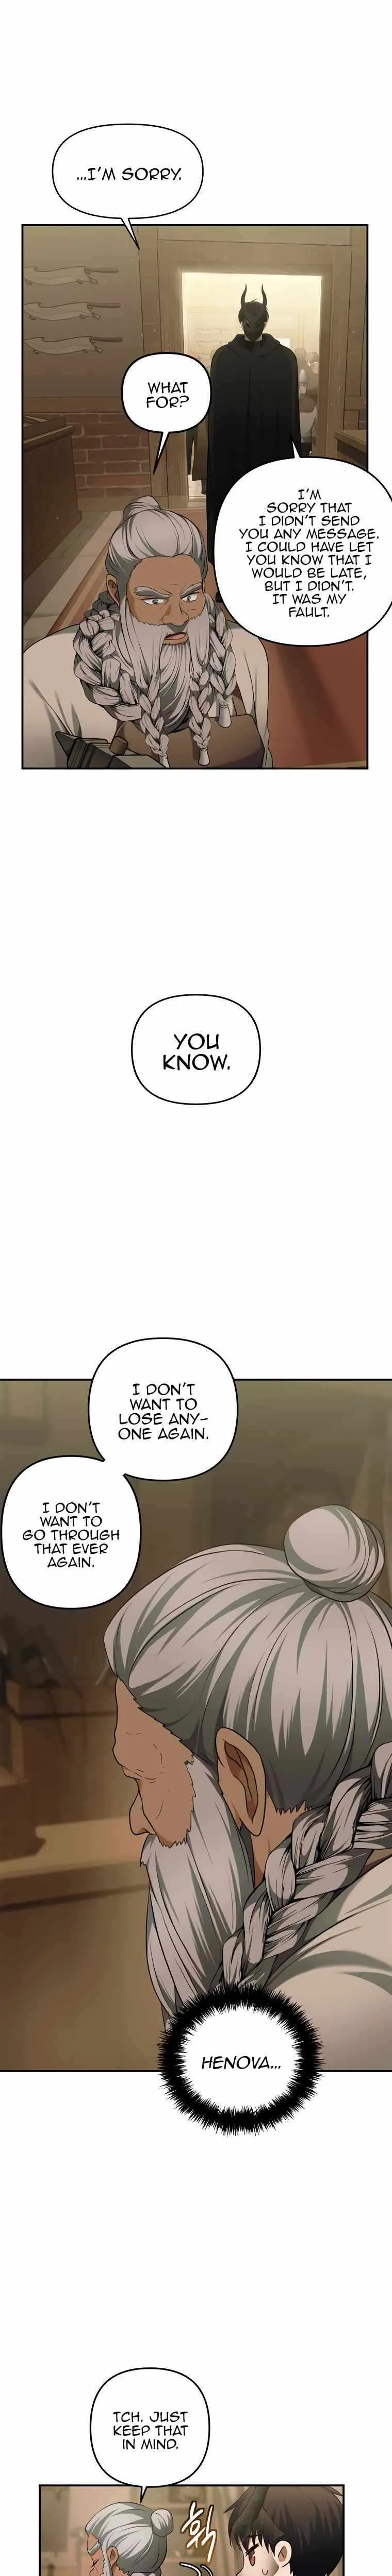 ...I'M SORRY.
WHAT
FOR?
I'M
SORRY THAT
I DIDN'T SEND
YOU ANY MESSAGE.
I COULD HAVE LET
YOU KNOW THAT I
WOULD BE LATE,
BUT I DIDN'T.
IT WAS MY
FAULT.
YOU
KNOW.
I DON'T
WANT TO
LOSE ANY-
ONE AGAIN.
I DON'T
WANT TO
GO THROUGH
THAT EVER
AGAIN.
HENOVA...
TCH. JUST
KEEP THAT
IN MIND.
휙